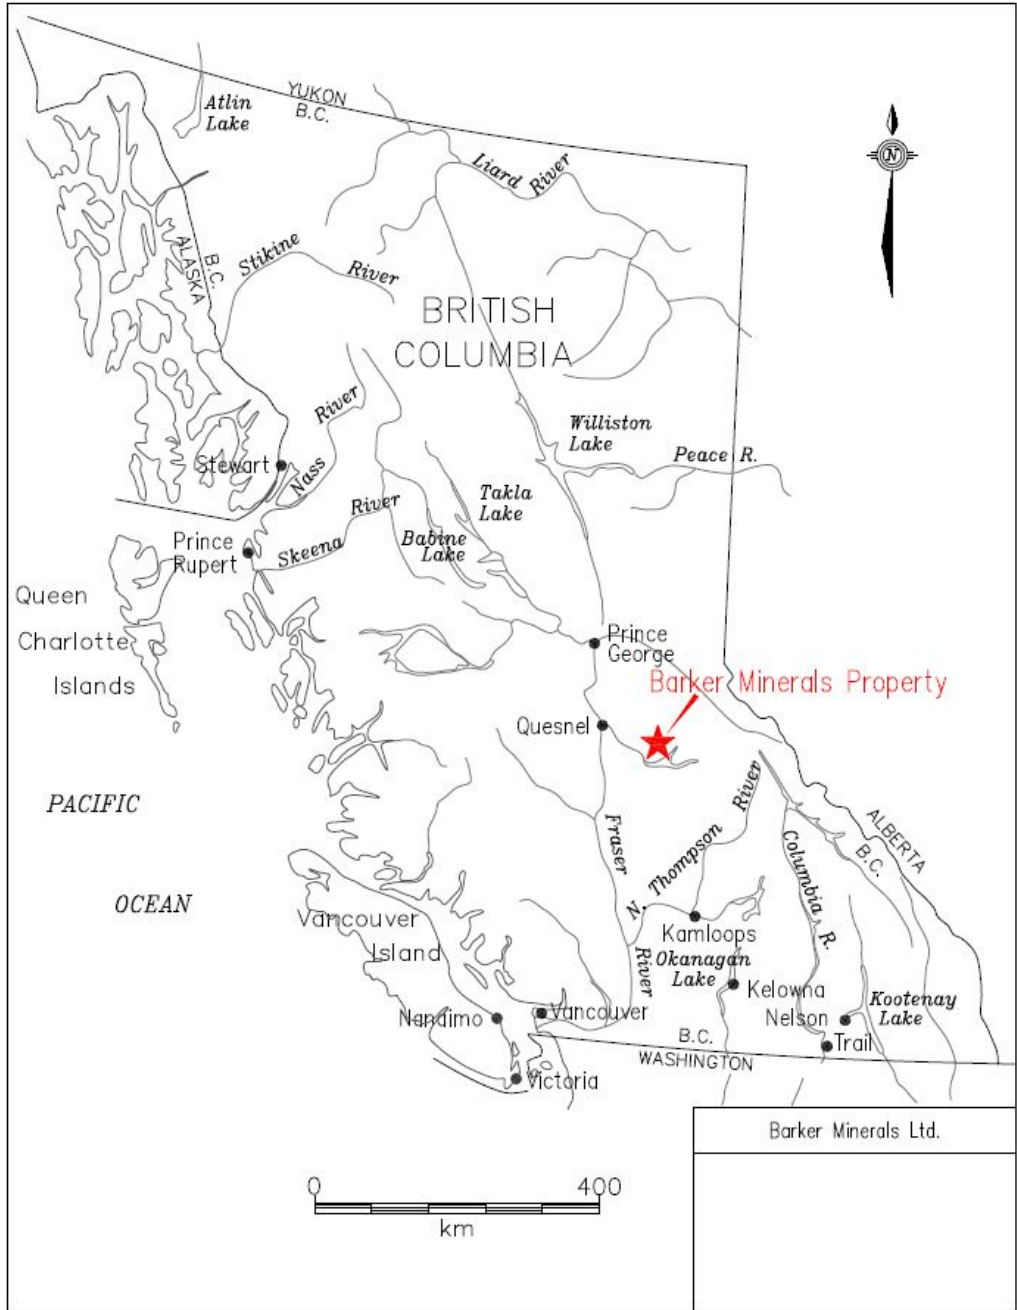 YUKON
B.C.
Atlin
Lake
N
Liard River
ALASKA
B.C.
Stikine River
BRITISH
COLUMBIA
Williston
Lake
Peace R.
Nass River
Stewart
Takla
Lake
Skeena River
Babine
Lake
Prince
Rupert
Queen
Charlotte
Islands
Prince
George
Barker Minerals Property
Quesnel
PACIFIC
OCEAN
Fraser River
N. Thompson River
Columbia R.
ALBERTA
B.C.
Vancouver
Island
Kamloops
Okanagan
Lake
Kelowna
Nelson
Kootenay
Lake
Nanaimo
Vancouver
Trail
B.C.
WASHINGTON
Victoria
Barker Minerals Ltd.
0 400
km